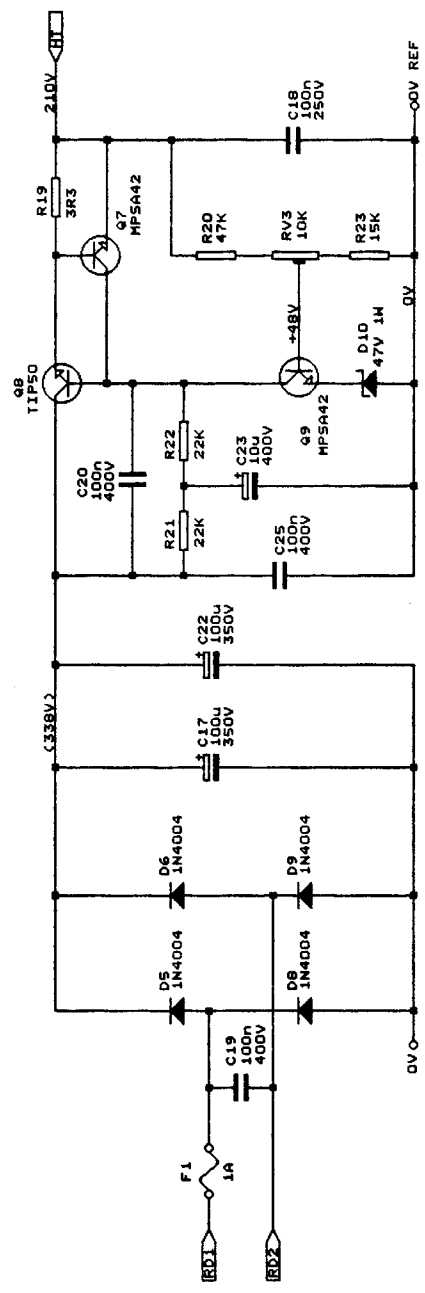 RD1
RD2
F1
1A
C19
100n
400V
D5
1N4004
D6
1N4004
D8
1N4004
D9
1N4004
0V
(338V)
C17
100u
350V
+
C22
100u
350V
+
C20
100n
400V
R21
22K
R22
22K
C23
10u
400V
+
C25
100n
400V
Q8
TIP50
Q9
MPSA42
+48V
D10
47V 1W
0V
R19
3R3
Q7
MPSA42
R20
47K
RV3
10K
R23
15K
C18
100n
250V
210V
HT
0V REF